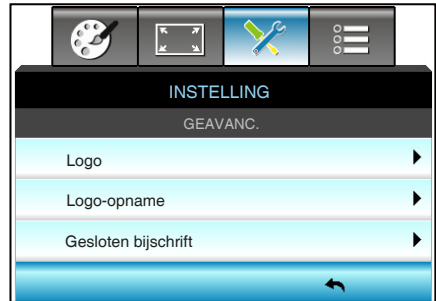 INSTELLING
GEAVANC.
Logo
Logo-opname
Gesloten bijschrift